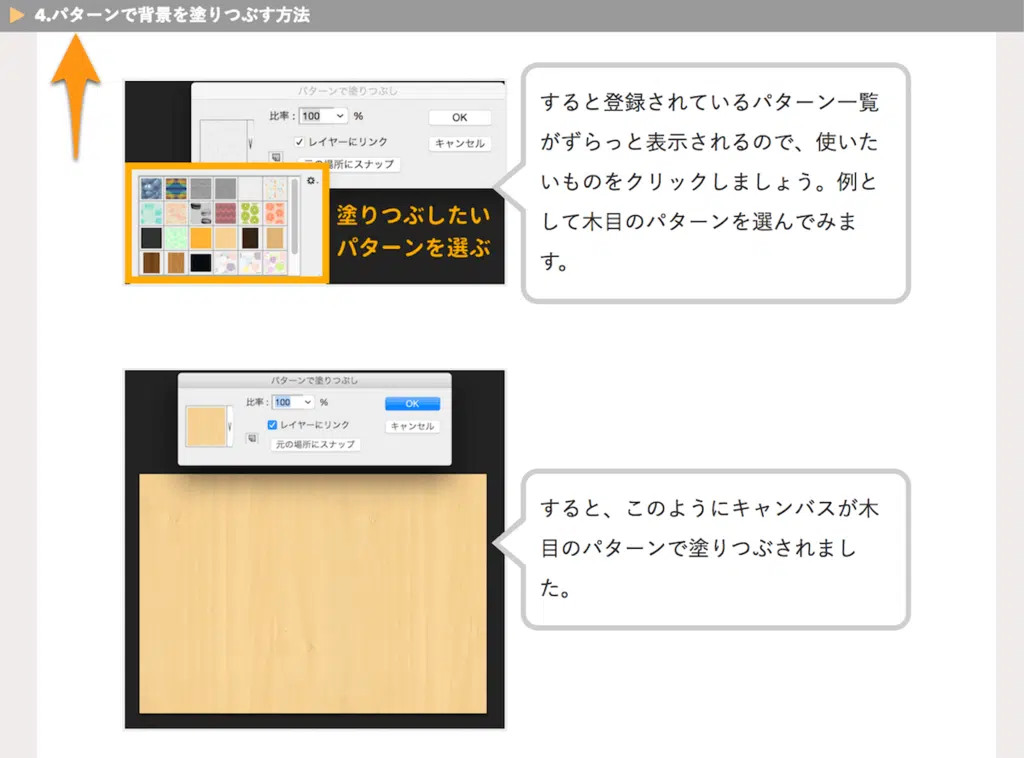 4.パターンで背景を塗りつぶす方法
パターンで塗りつぶし
比率： 100 %
OK
レイヤーにリンク
キャンセル
元の場所にスナップ
塗りつぶしたい
パターンを選ぶ
すると登録されているパターン一覧
がずらっと表示されるので、使いた
いものをクリックしましょう。例と
して木目のパターンを選んでみま
す。
パターンで塗りつぶし
比率： 100 %
OK
レイヤーにリンク
キャンセル
元の場所にスナップ
すると、このようにキャンバスが木
目のパターンで塗りつぶされまし
た。